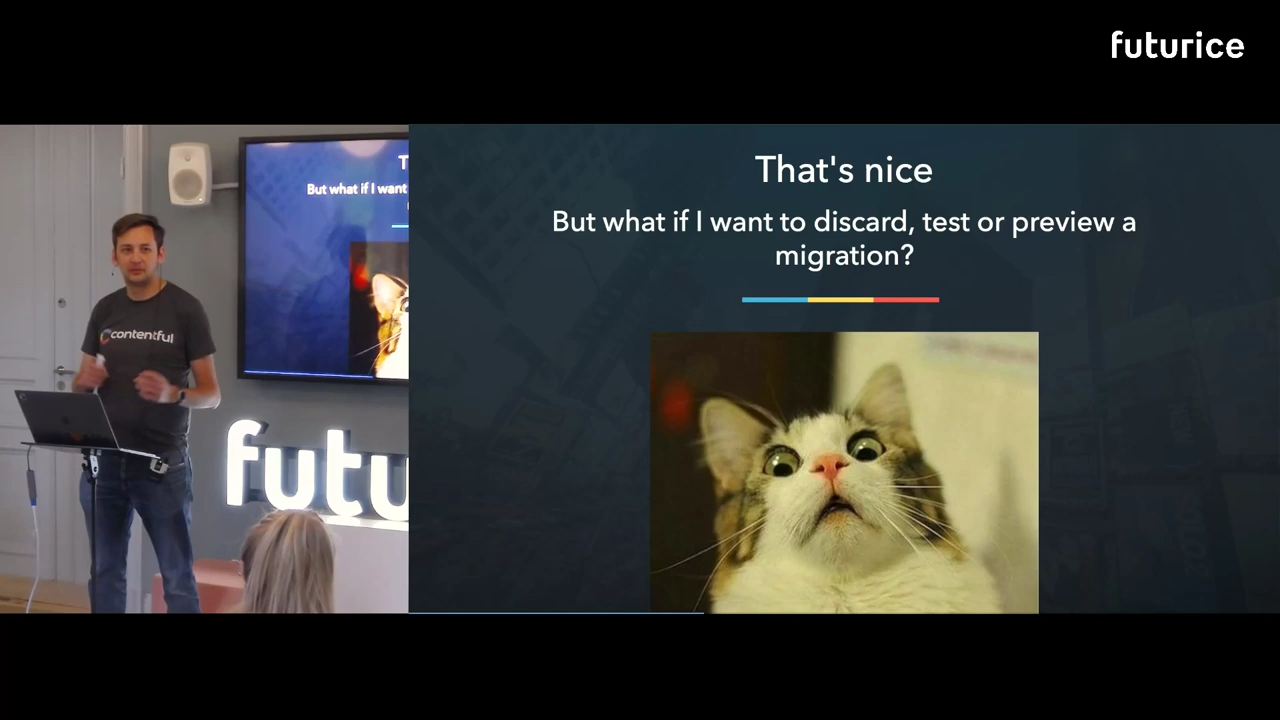 futurice
That's nice
But what if I want to discard, test or preview a
migration?
T
But what if I want
contentful
futu